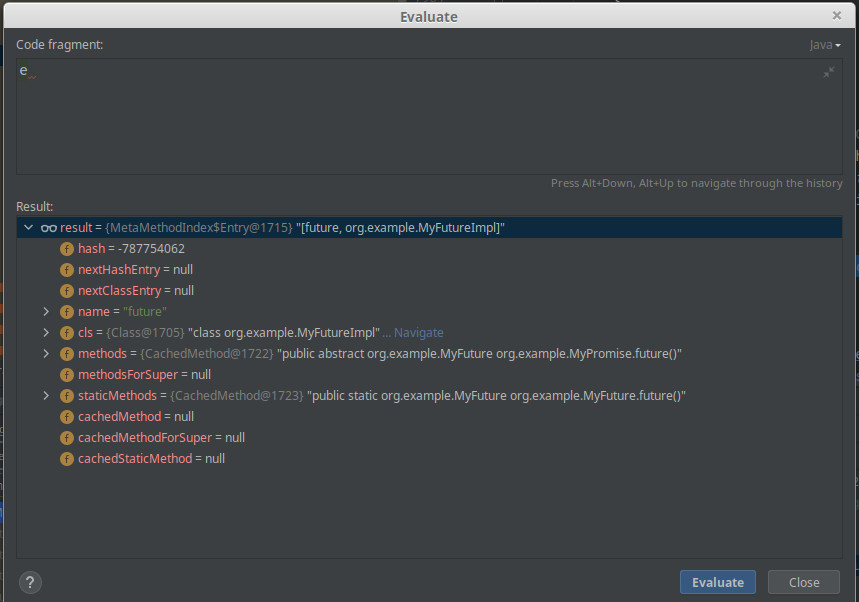 Evaluate
Code fragment:
Java
e
Press Alt+Down, Alt+Up to navigate through the history
Result:
result = {MetaMethodIndex$Entry@1715} "[future, org.example.MyFutureImpl]"
f hash = -787754062
f nextHashEntry = null
f nextClassEntry = null
f name = "future"
f cls = {Class@1705} "class org.example.MyFutureImpl" ... Navigate
f methods = {CachedMethod@1722} "public abstract org.example.MyFuture org.example.MyPromise.future()"
f methodsForSuper = null
f staticMethods = {CachedMethod@1723} "public static org.example.MyFuture org.example.MyFuture.future()"
f cachedMethod = null
f cachedMethodForSuper = null
f cachedStaticMethod = null
? Evaluate Close